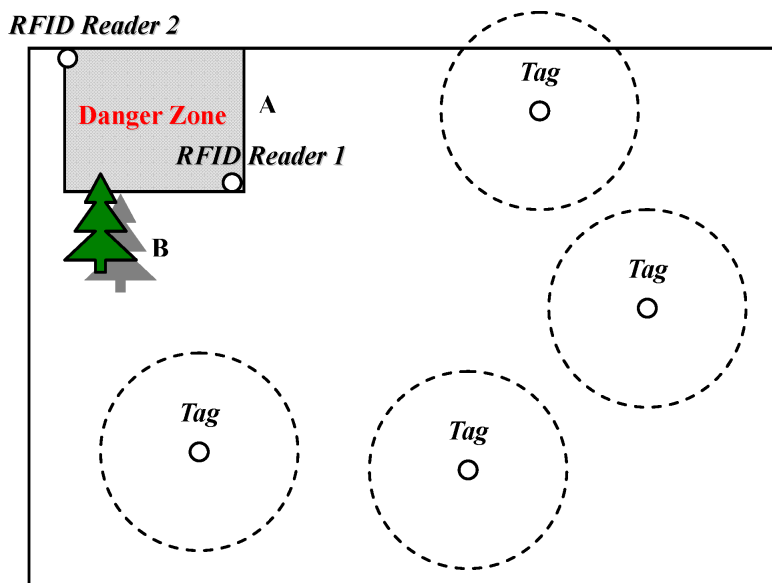 RFID Reader 2
Tag
Danger Zone
A
RFID Reader 1
B
Tag
Tag
Tag